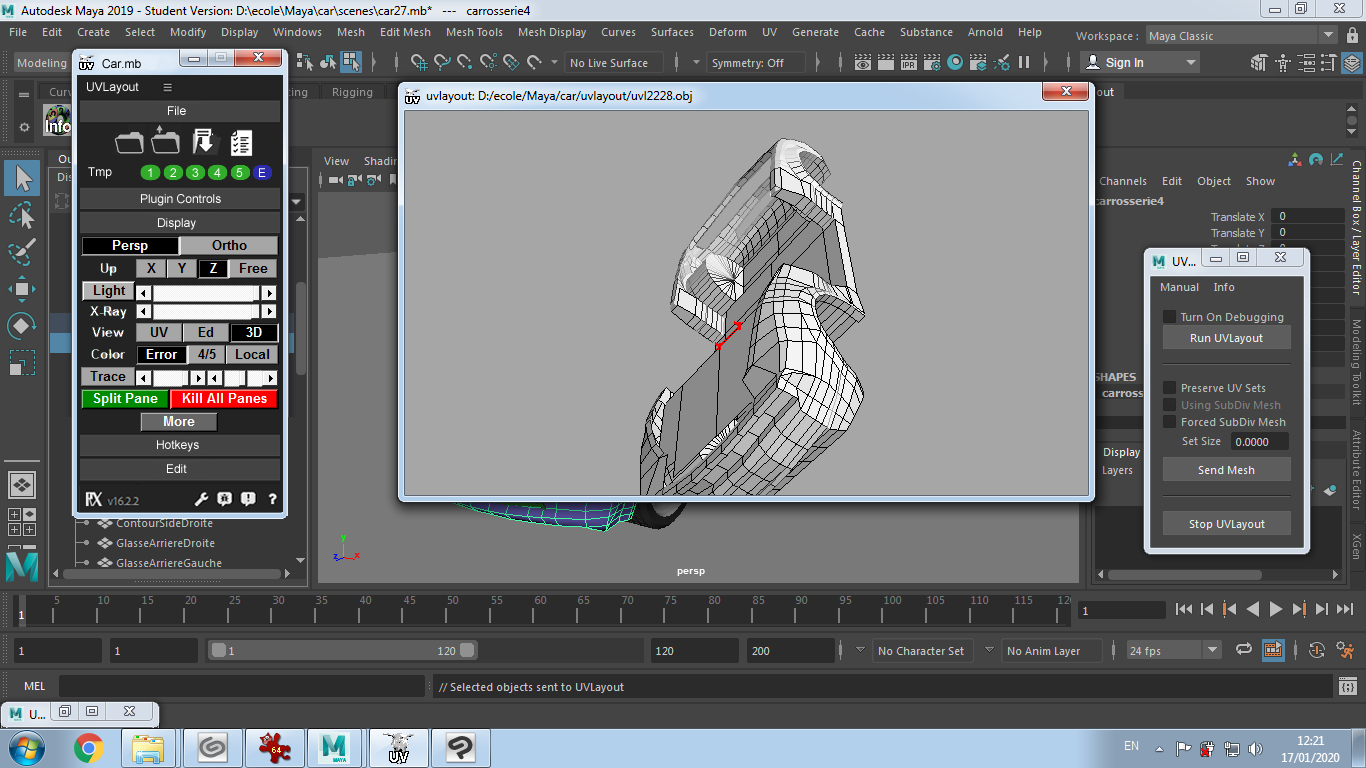 Autodesk Maya 2019 - Student Version: D:\ecole\Maya\car\scenes\car27.mb* --- carrosserie4
File Edit Create Select Modify Display Windows Mesh Edit Mesh Mesh Tools Mesh Display Curves Surfaces Deform UV Generate Cache Substance Arnold Help Workspace : Maya Classic
Modeling No Live Surface Symmetry: Off IPR Sign In
UV Car.mb
UVLayout
File
Tmp 1 2 3 4 5 E
Plugin Controls
Display
Persp Ortho
Up X Y Z Free
Light
X-Ray
View UV Ed 3D
Color Error 4/5 Local
Trace
Split Pane Kill All Panes
More
Hotkeys
Edit
v16.2.2 ?
Info
Rigging
UV uvlayout: D:/ecole/Maya/car/uvlayout/uvl2228.obj
View
Channels Edit Object Show
carrosserie4
Translate X 0
Translate Y 0
SHAPES
Display
Layers
Channel Box / Layer Editor
Modeling Toolkit
Attribute Editor
XGen
UV...
Manual Info
Turn On Debugging
Run UVLayout
Preserve UV Sets
Using SubDiv Mesh
Forced SubDiv Mesh
Set Size 0.0000
Send Mesh
Stop UVLayout
ContourSideDroite
GlasseArriereDroite
GlasseArriereGauche
y
z x
persp
1 5 10 15 20 25 30 35 40 45 50 55 60 65 70 75 80 85 90 95 100 105 110 115 1
1 1 1 120 120 200 No Character Set No Anim Layer 24 fps
MEL // Selected objects sent to UVLayout
U...
64 MAYA UV EN 12:21
17/01/2020